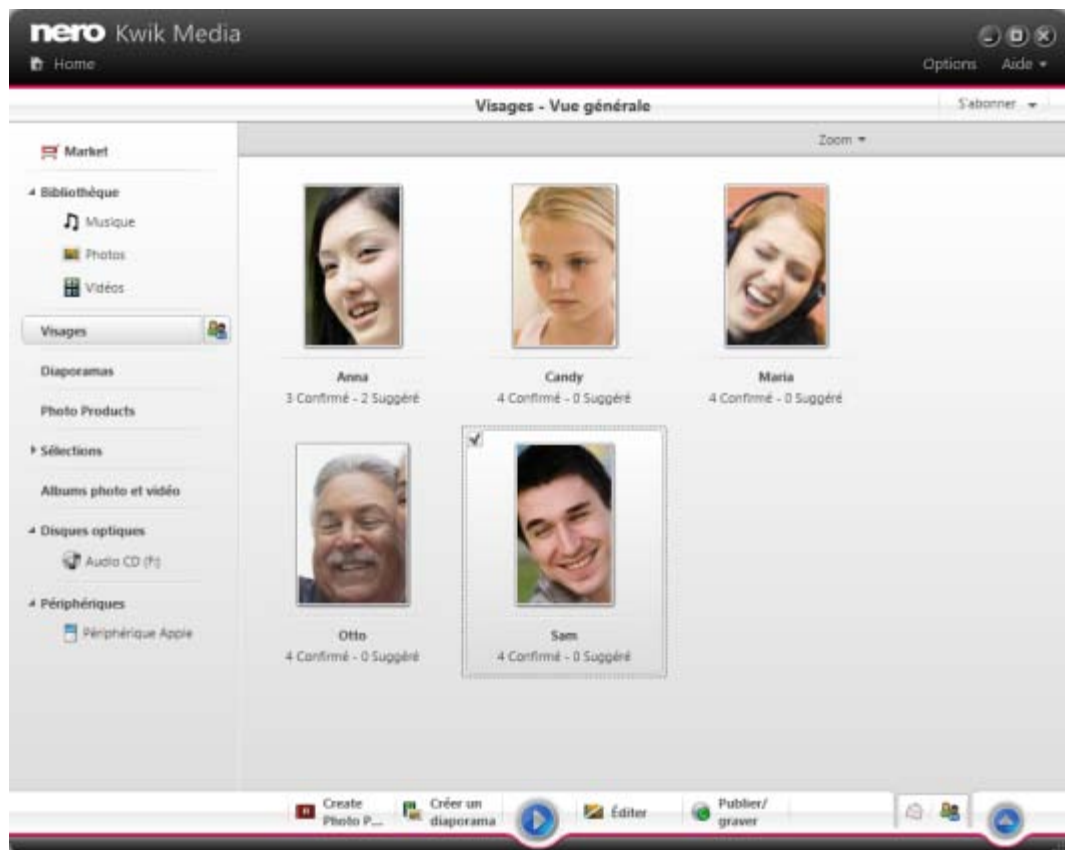 nero Kwik Media
Home
Options Aide
Visages - Vue générale
S'abonner
Market
Zoom
Bibliothèque
Musique
Photos
Vidéos
Visages
Diaporamas
Photo Products
Sélections
Albums photo et vidéo
Disques optiques
Audio CD (F:)
Périphériques
Périphérique Apple
Anna
3 Confirmé - 2 Suggéré
Candy
4 Confirmé - 0 Suggéré
Maria
4 Confirmé - 0 Suggéré
Otto
4 Confirmé - 0 Suggéré
Sam
4 Confirmé - 0 Suggéré
Create
Photo P...
Créer un
diaporama
Éditer
Publier/
graver